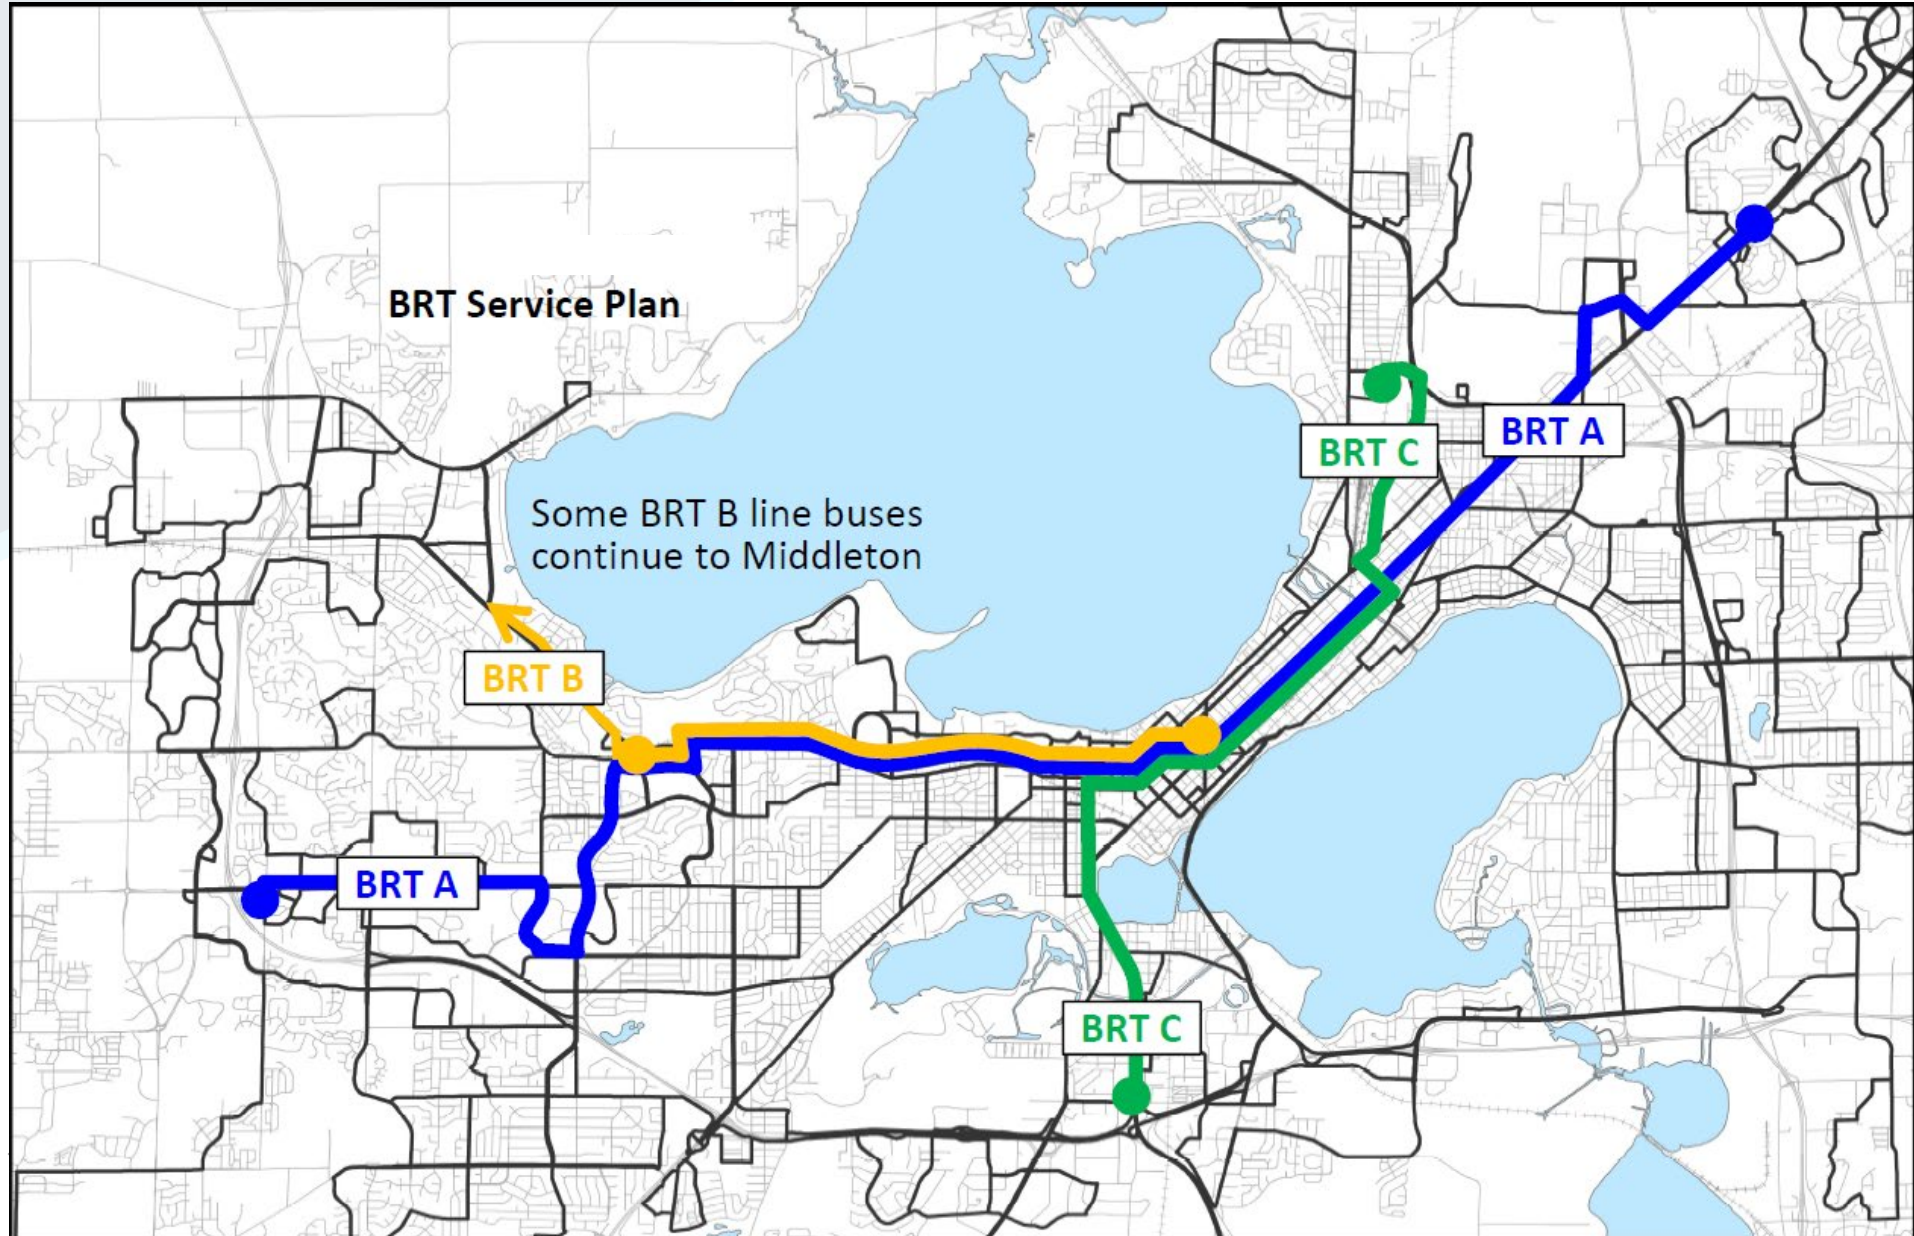 BRT Service Plan
BRT C
BRT A
Some BRT B line buses
continue to Middleton
BRT B
BRT A
BRT C